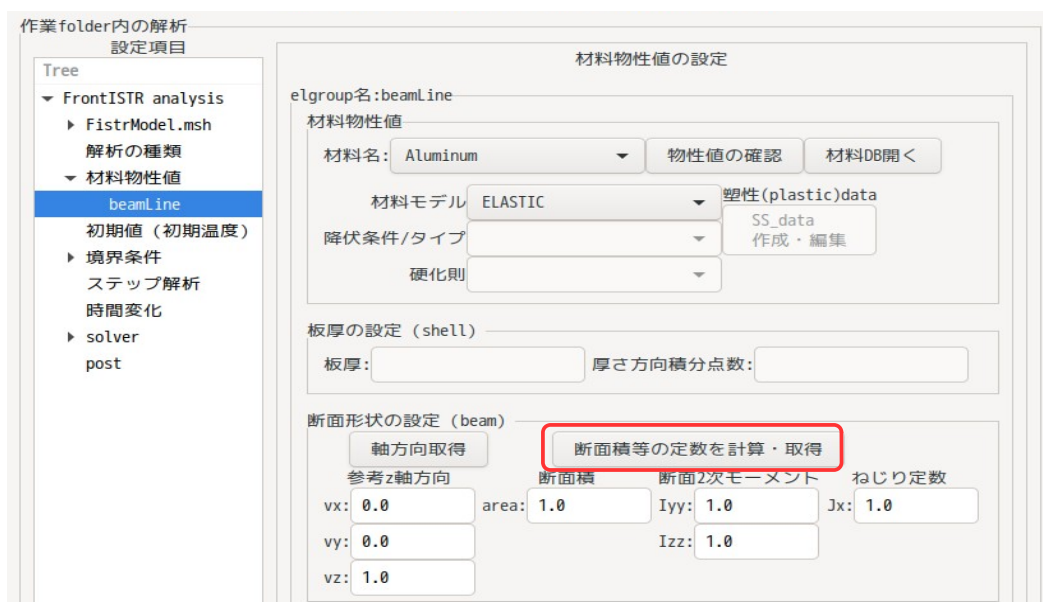 作業folder内の解析
設定項目
Tree
FrontISTR analysis
FistrModel.msh
解析の種類
材料物性値
beamLine
初期値（初期温度）
境界条件
ステップ解析
時間変化
solver
post
材料物性値の設定
elgroup名:beamLine
材料物性値
材料名: Aluminum 物性値の確認 材料DB開く
材料モデル ELASTIC 塑性(plastic)data
降伏条件/タイプ SS_data
作成・編集
硬化則
板厚の設定 (shell)
板厚: 厚さ方向積分点数:
断面形状の設定 (beam)
軸方向取得 断面積等の定数を計算・取得
参考z軸方向 断面積 断面2次モーメント ねじり定数
vx: 0.0 area: 1.0 Iyy: 1.0 Jx: 1.0
vy: 0.0 Izz: 1.0
vz: 1.0